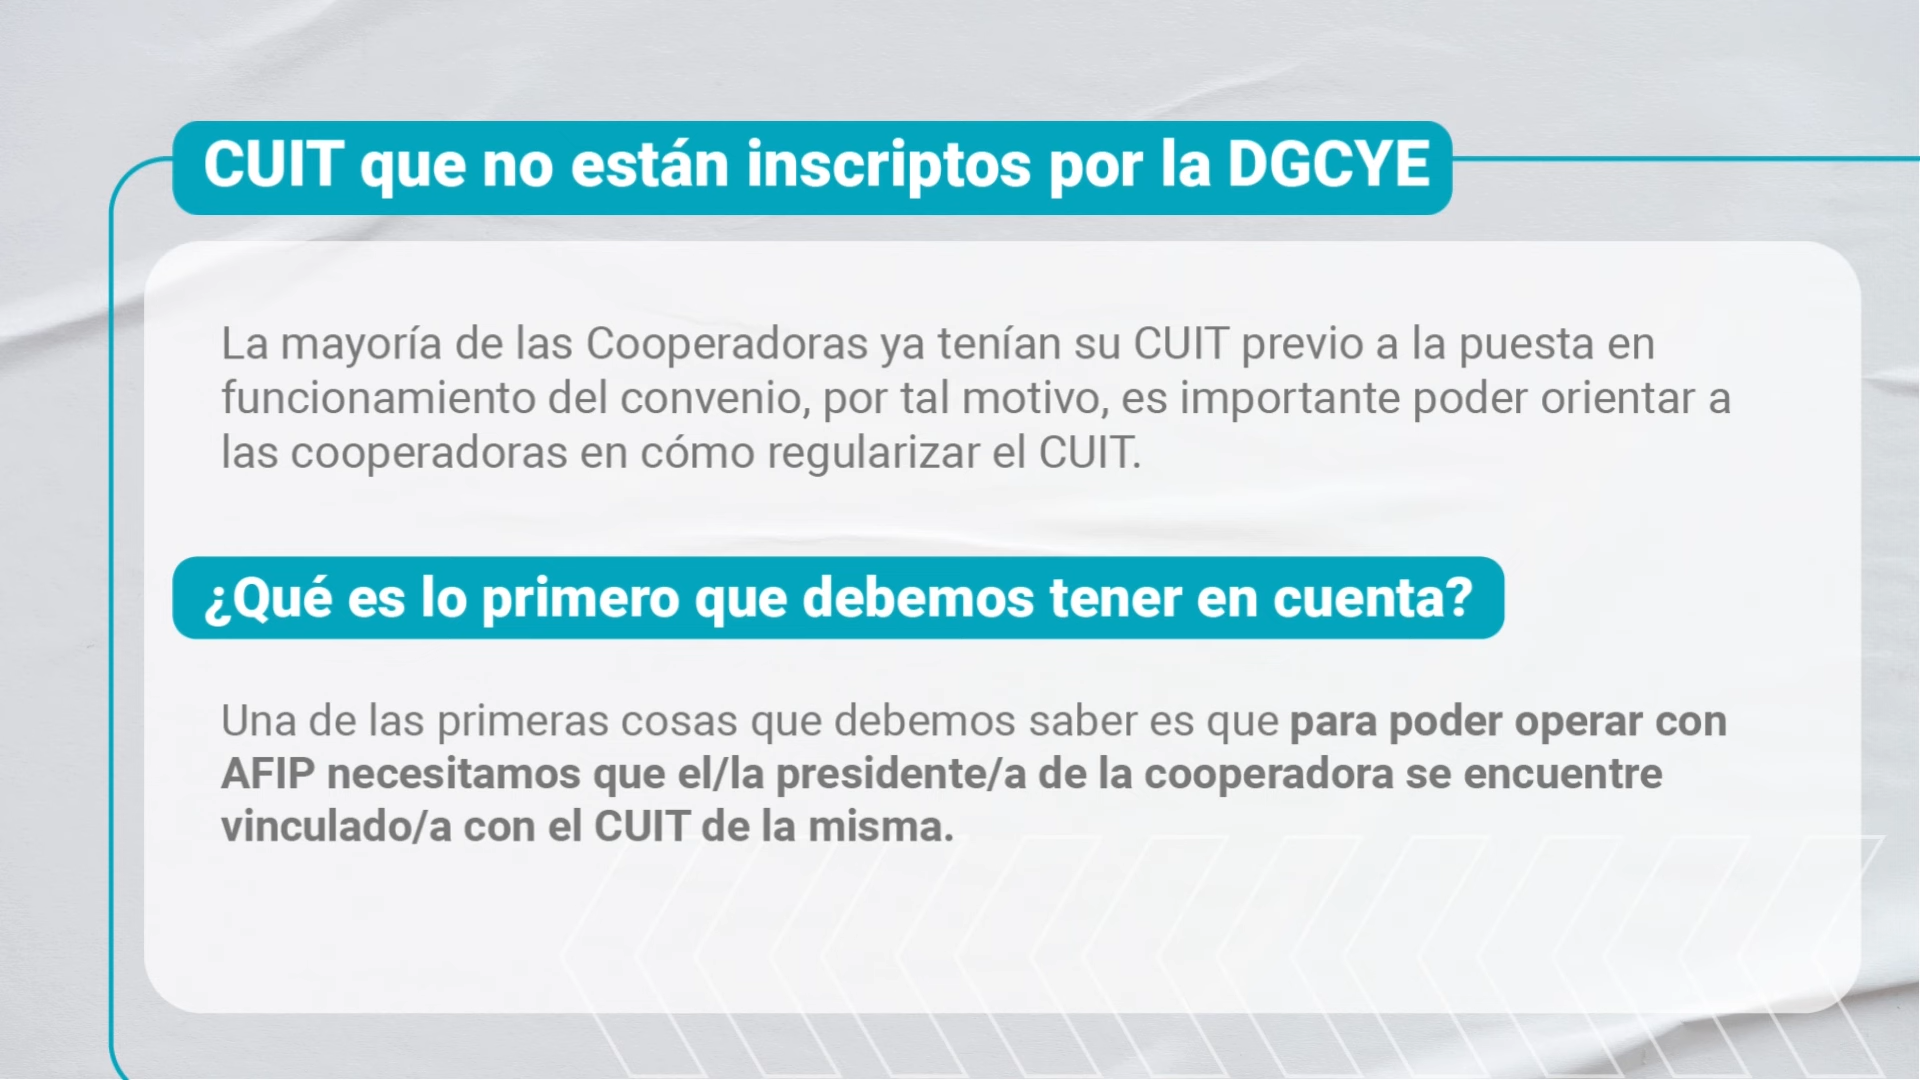 CUIT que no están inscriptos por la DGCYE
La mayoría de las Cooperadoras ya tenían su CUIT previo a la puesta en
funcionamiento del convenio, por tal motivo, es importante poder orientar a
las cooperadoras en cómo regularizar el CUIT.
¿Qué es lo primero que debemos tener en cuenta?
Una de las primeras cosas que debemos saber es que para poder operar con
AFIP necesitamos que el/la presidente/a de la cooperadora se encuentre
vinculado/a con el CUIT de la misma.